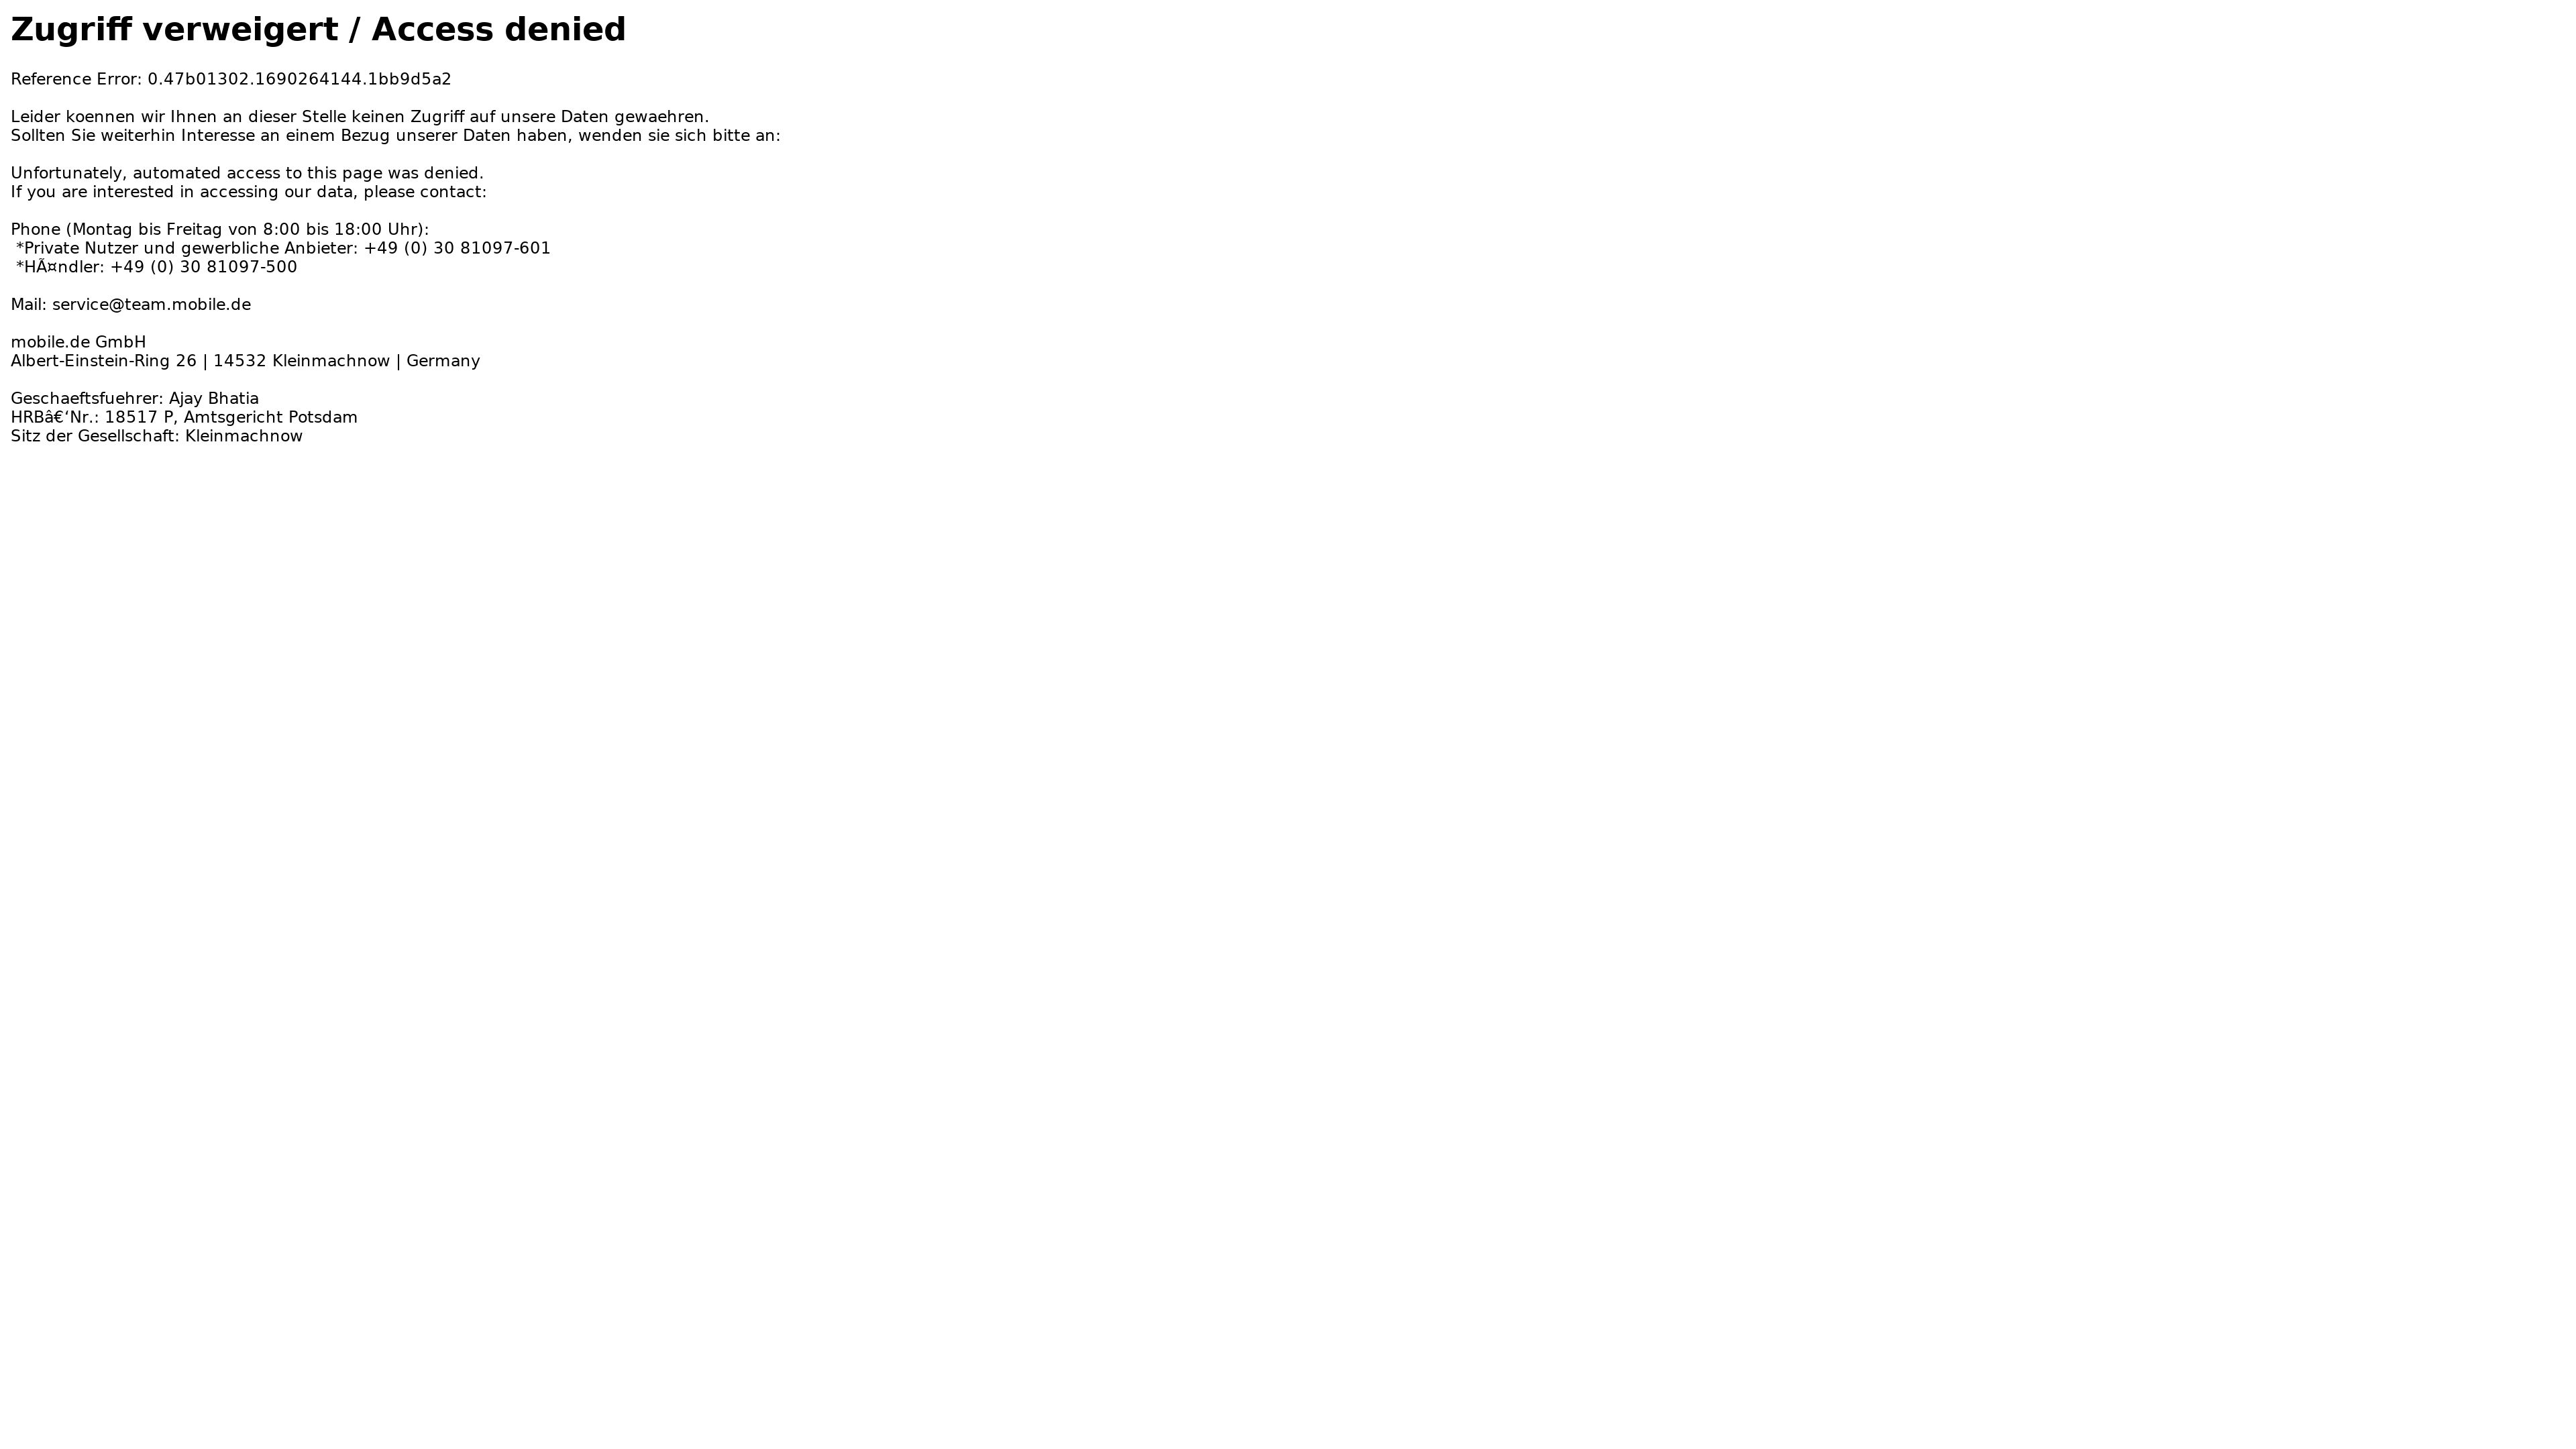 Zugriff verweigert / Access denied
Reference Error: 0.47b01302.1690264144.1bb9d5a2
Leider koennen wir Ihnen an dieser Stelle keinen Zugriff auf unsere Daten gewaehren.
Sollten Sie weiterhin Interesse an einem Bezug unserer Daten haben, wenden sie sich bitte an:
Unfortunately, automated access to this page was denied.
If you are interested in accessing our data, please contact:
Phone (Montag bis Freitag von 8:00 bis 18:00 Uhr):
*Private Nutzer und gewerbliche Anbieter: +49 (0) 30 81097-601
*HÃ¤ndler: +49 (0) 30 81097-500
Mail: service@team.mobile.de
mobile.de GmbH
Albert-Einstein-Ring 26 | 14532 Kleinmachnow | Germany
Geschaeftsfuehrer: Ajay Bhatia
HRBâ€‘Nr.: 18517 P, Amtsgericht Potsdam
Sitz der Gesellschaft: Kleinmachnow